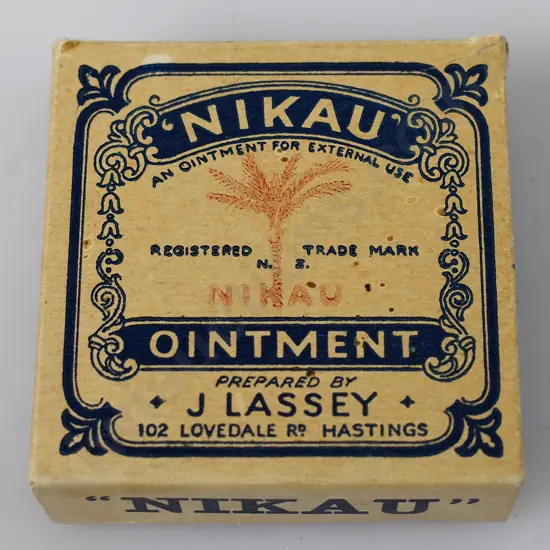 'NIKAU'
AN OINTMENT FOR EXTERNAL USE
REGISTERED TRADE MARK
N. Z.
NIKAU
OINTMENT
PREPARED BY
J LASSEY
102 LOVEDALE RD HASTINGS
"NIKAU"